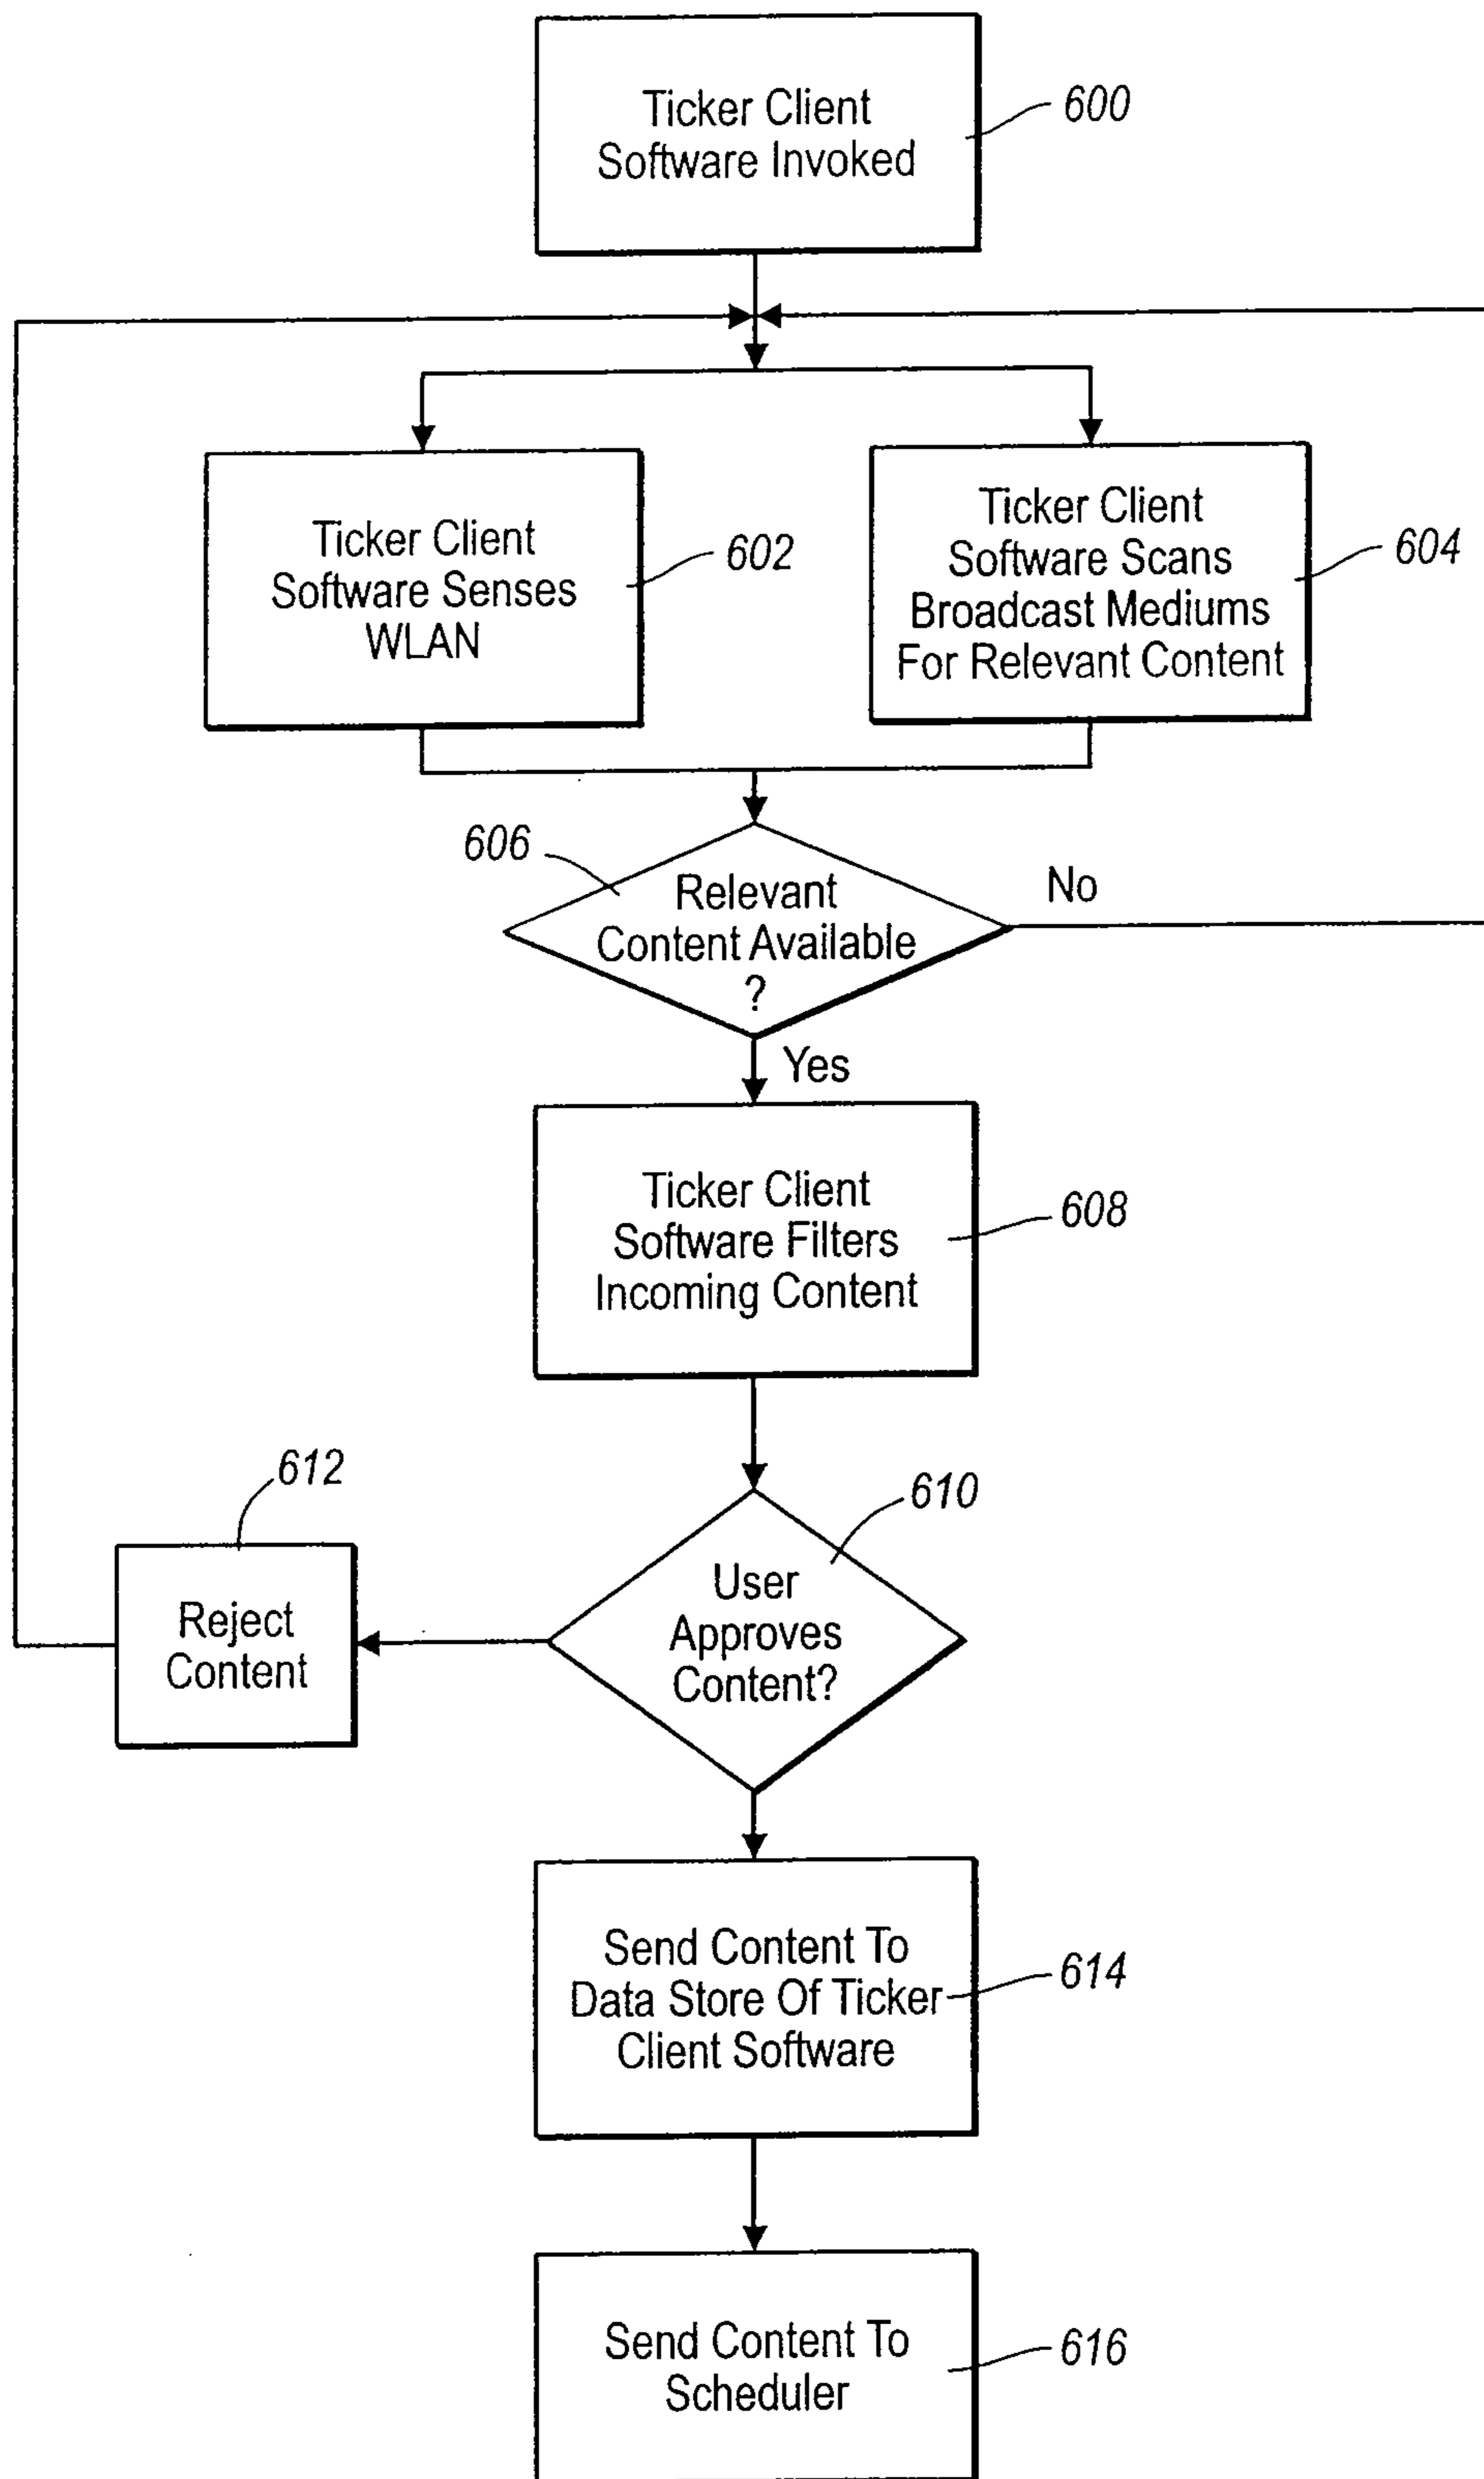 Ticker Client
Software Invoked
600
Ticker Client
Software Senses
WLAN
602
Ticker Client
Software Scans
Broadcast Mediums
For Relevant Content
604
606
Relevant
Content Available
?
No
Yes
Ticker Client
Software Filters
Incoming Content
608
612
Reject
Content
610
User
Approves
Content?
Send Content To
Data Store Of Ticker
Client Software
614
Send Content To
Scheduler
616